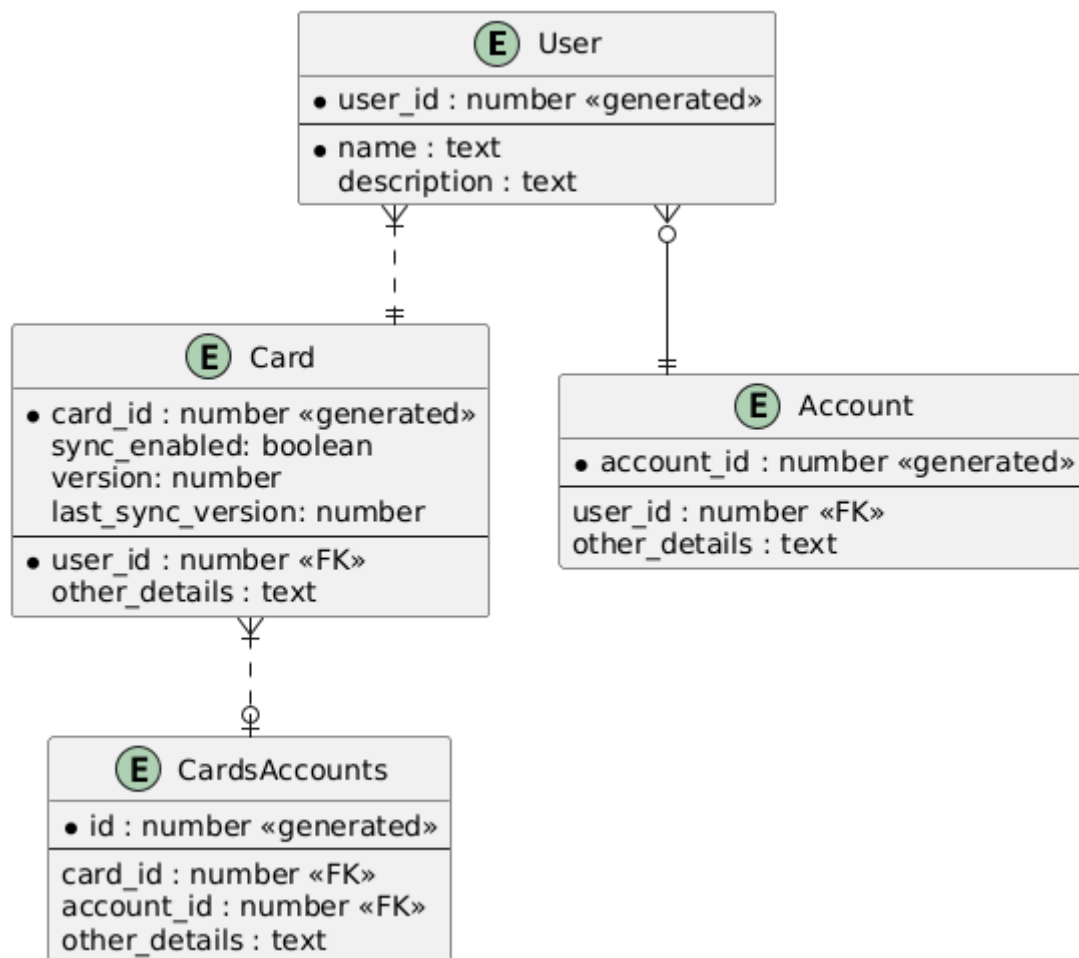 E User
user_id : number «generated»
name : text
description : text
E Card
card_id : number «generated»
sync_enabled: boolean
version: number
last_sync_version: number
user_id : number «FK»
other_details : text
E Account
account_id : number «generated»
user_id : number «FK»
other_details : text
E CardsAccounts
id : number «generated»
card_id : number «FK»
account_id : number «FK»
other_details : text